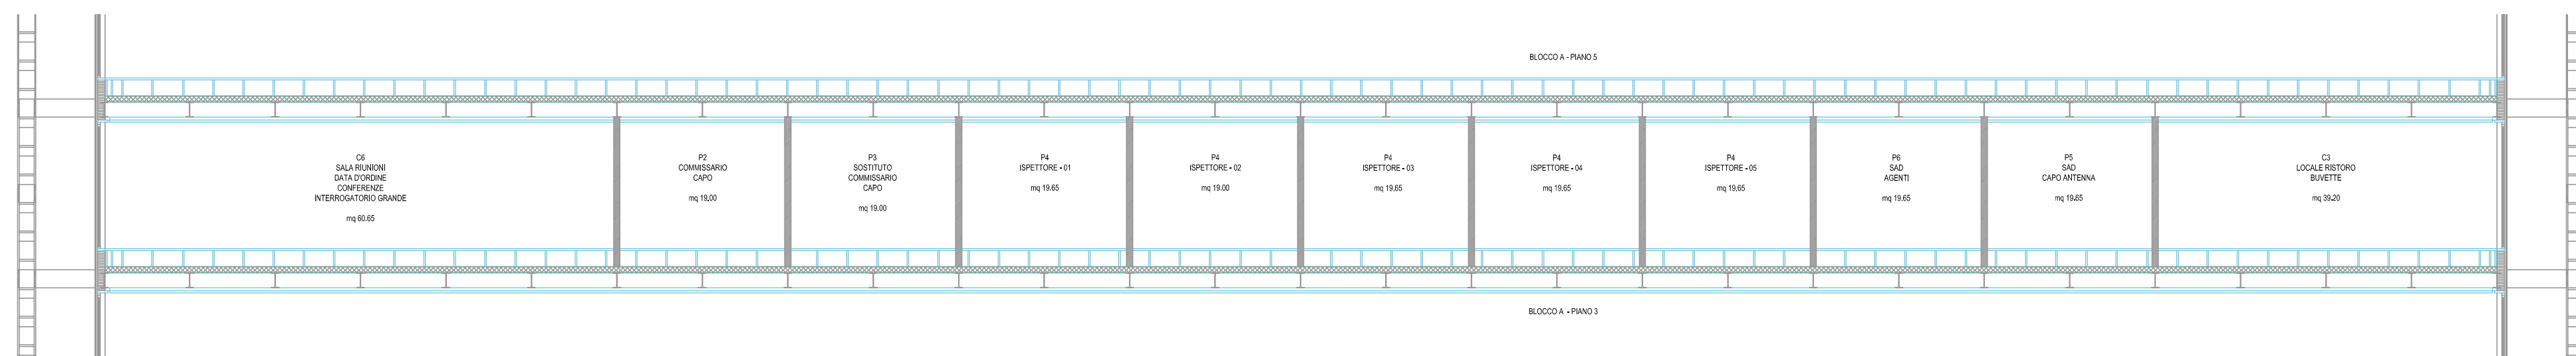 BLOCCO A - PIANO 5
C6
SALA RIUNIONI
DATA D'ORDINE
CONFERENZE
INTERROGATORIO GRANDE
mq 60.65
P2
COMMISSARIO
CAPO
mq 19.00
P3
SOSTITUTO
COMMISSARIO
CAPO
mq 19.00
P4
ISPETTORE - 01
mq 19.65
P4
ISPETTORE - 02
mq 19.00
P4
ISPETTORE - 03
mq 19.65
P4
ISPETTORE - 04
mq 19.65
P4
ISPETTORE - 05
mq 19.65
P6
SAD
AGENTI
mq 19.65
P5
SAD
CAPO ANTENNA
mq 19.65
C3
LOCALE RISTORO
BUVETTE
mq 39.20
BLOCCO A - PIANO 3